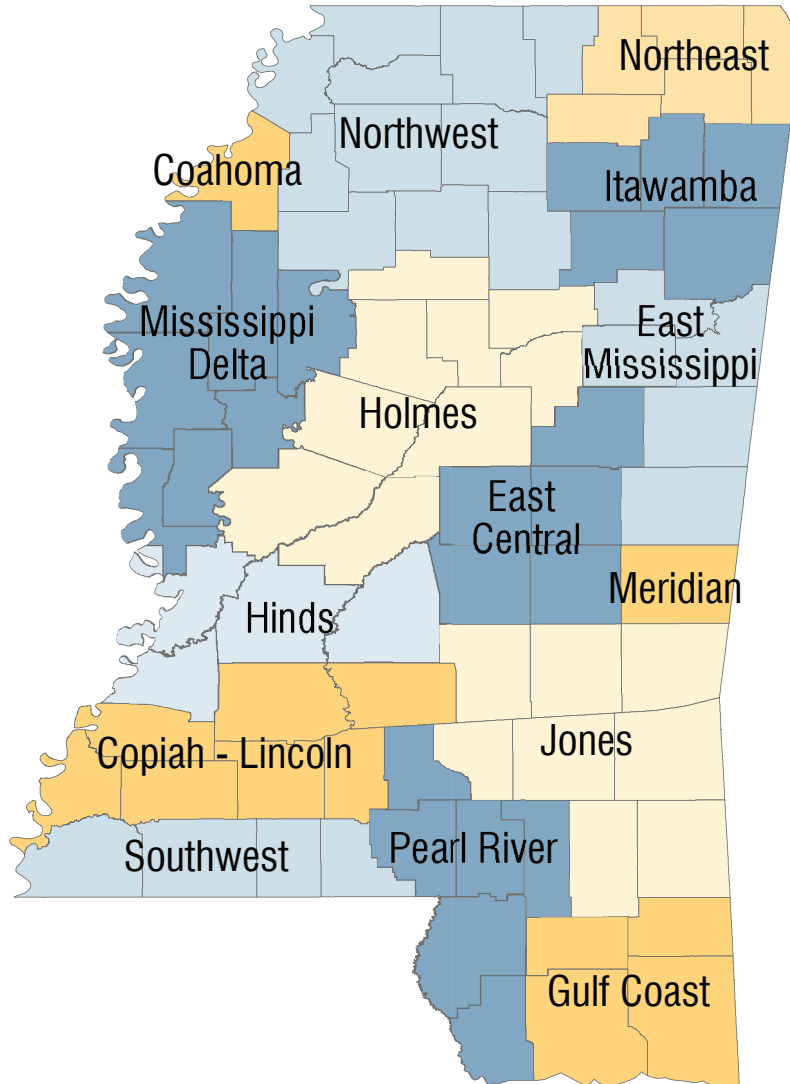 Northeast
Northwest
Coahoma
Itawamba
Mississippi
Delta
East
Mississippi
Holmes
East
Central
Meridian
Hinds
Jones
Copiah - Lincoln
Pearl River
Southwest
Gulf Coast